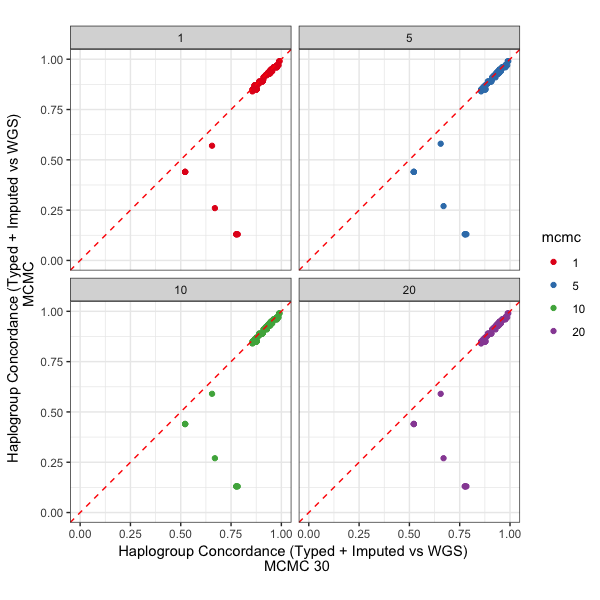 1
5
1.00
0.75
0.50
0.25
0.00
10
20
1.00
0.75
0.50
0.25
0.00
0.00 0.25 0.50 0.75 1.00
0.00 0.25 0.50 0.75 1.00
Haplogroup Concordance (Typed + Imputed vs WGS)
MCMC 30
Haplogroup Concordance (Typed + Imputed vs WGS)
MCMC
mcmc
1
5
10
20